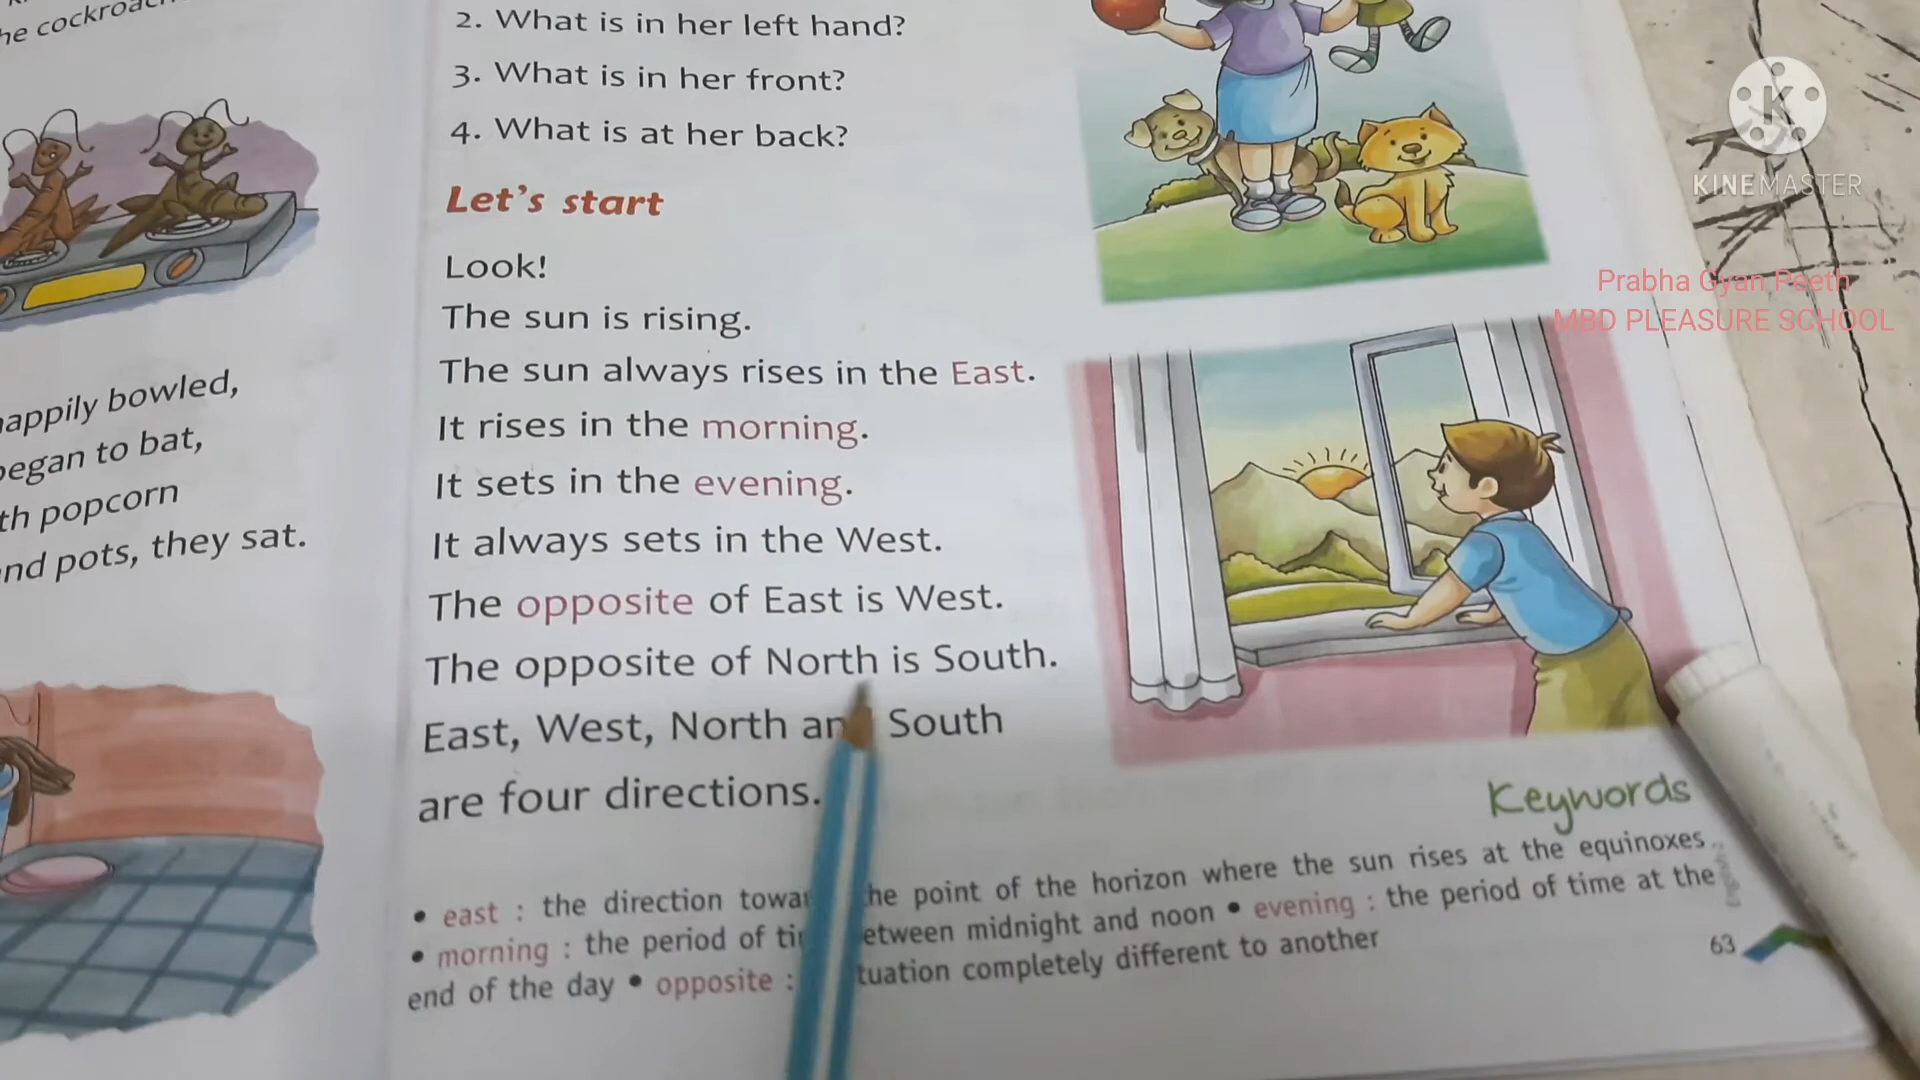 he cockroac
happily bowled,
began to bat,
th popcorn
nd pots, they sat.
2. What is in her left hand?
3. What is in her front?
4. What is at her back?
Let's start
Look!
The sun is rising.
The sun always rises in the East.
It rises in the morning.
It sets in the evening.
It always sets in the West.
The opposite of East is West.
The opposite of North is South.
East, West, North an South
are four directions.
Keywords
• east : the direction towar he point of the horizon where the sun rises at the equinoxes
• morning : the period of ti etween midnight and noon • evening : the period of time at the
end of the day • opposite : tuation completely different to another
63
K
KINEMASTER
Prabha Gyan Peeth
MBD PLEASURE SCHOOL